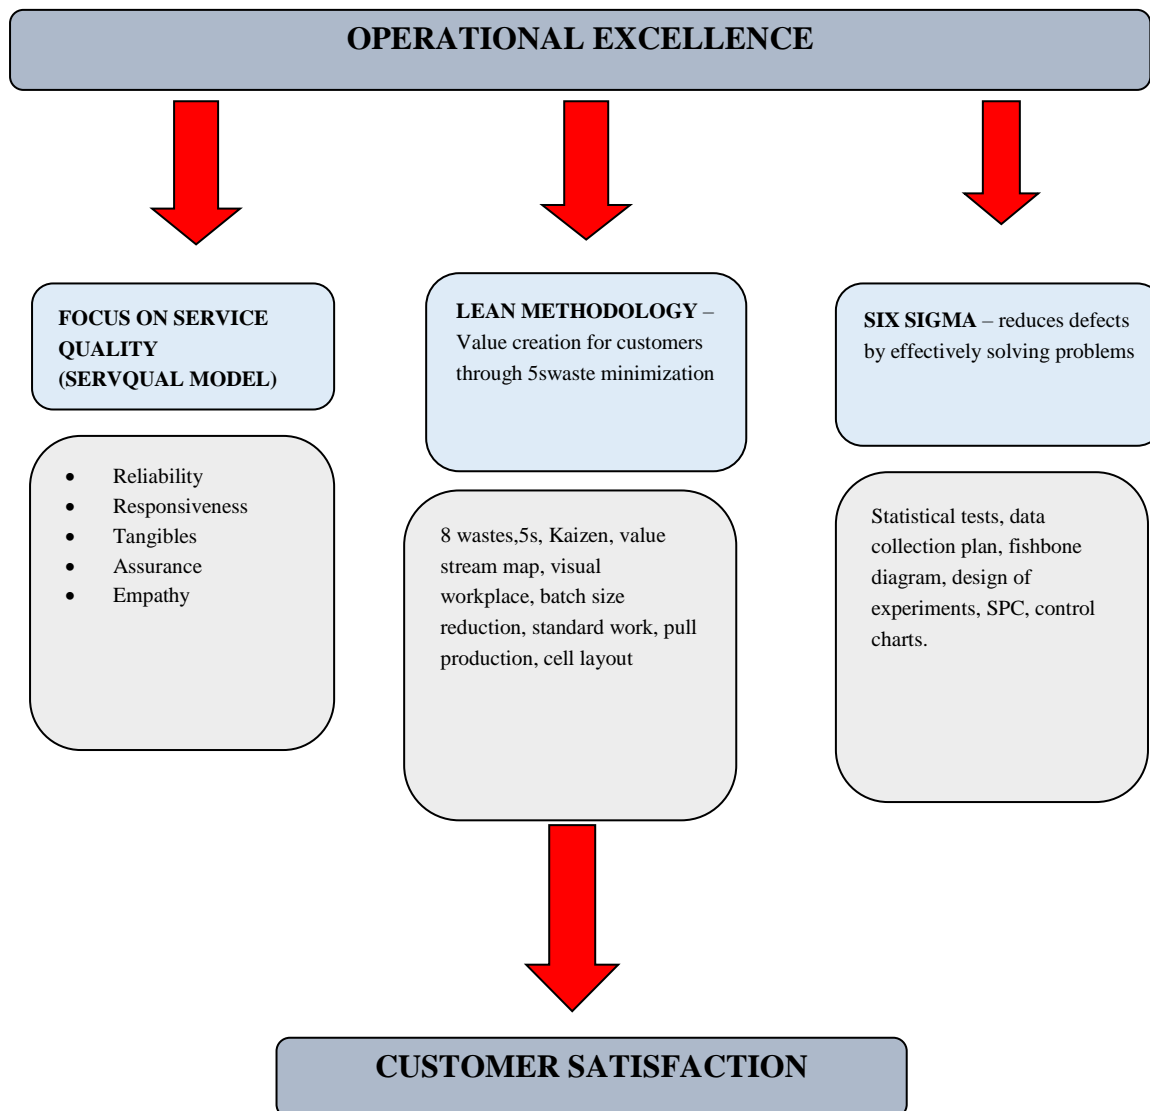 OPERATIONAL EXCELLENCE
FOCUS ON SERVICE
QUALITY
(SERVQUAL MODEL)
• Reliability
• Responsiveness
• Tangibles
• Assurance
• Empathy
LEAN METHODOLOGY –
Value creation for customers
through 5swaste minimization
8 wastes,5s, Kaizen, value
stream map, visual
workplace, batch size
reduction, standard work, pull
production, cell layout
SIX SIGMA – reduces defects
by effectively solving problems
Statistical tests, data
collection plan, fishbone
diagram, design of
experiments, SPC, control
charts.
CUSTOMER SATISFACTION